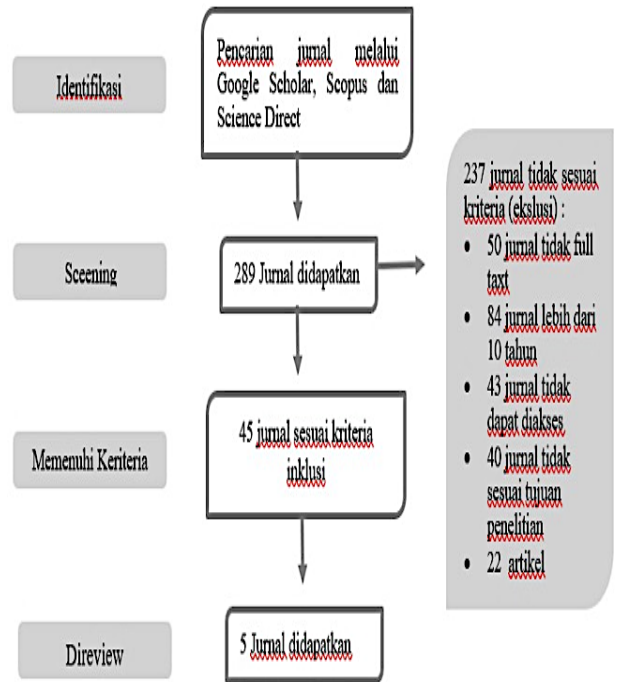 Identifikasi
Pencarian jurnal melalui
Google Scholar, Scopus dan
Science Direct
Sceening
289 Jurnal didapatkan
237 jurnal tidak sesuai
kriteria (ekslusi) :
• 50 jurnal tidak full
taxt
• 84 jurnal lebih dari
10 tahun
• 43 jurnal tidak
dapat diakses
• 40 jurnal tidak
sesuai tujuan
penelitian
• 22 artikel
Memenuhi Keriteria
45 jurnal sesuai kriteria
inklusi
Direview
5 Jurnal didapatkan